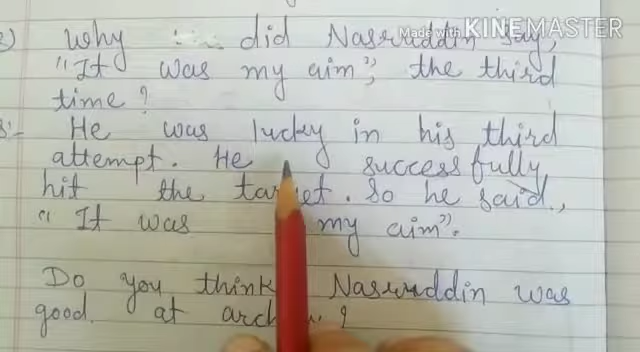 Made with KINEMASTER
Why did Nasruddin say,
"It was my aim", the third
time?
He was lucky in his third
attempt. He successfully
hit the target. So he said,
"It was my aim".
Do you think Nasruddin was
good at ?